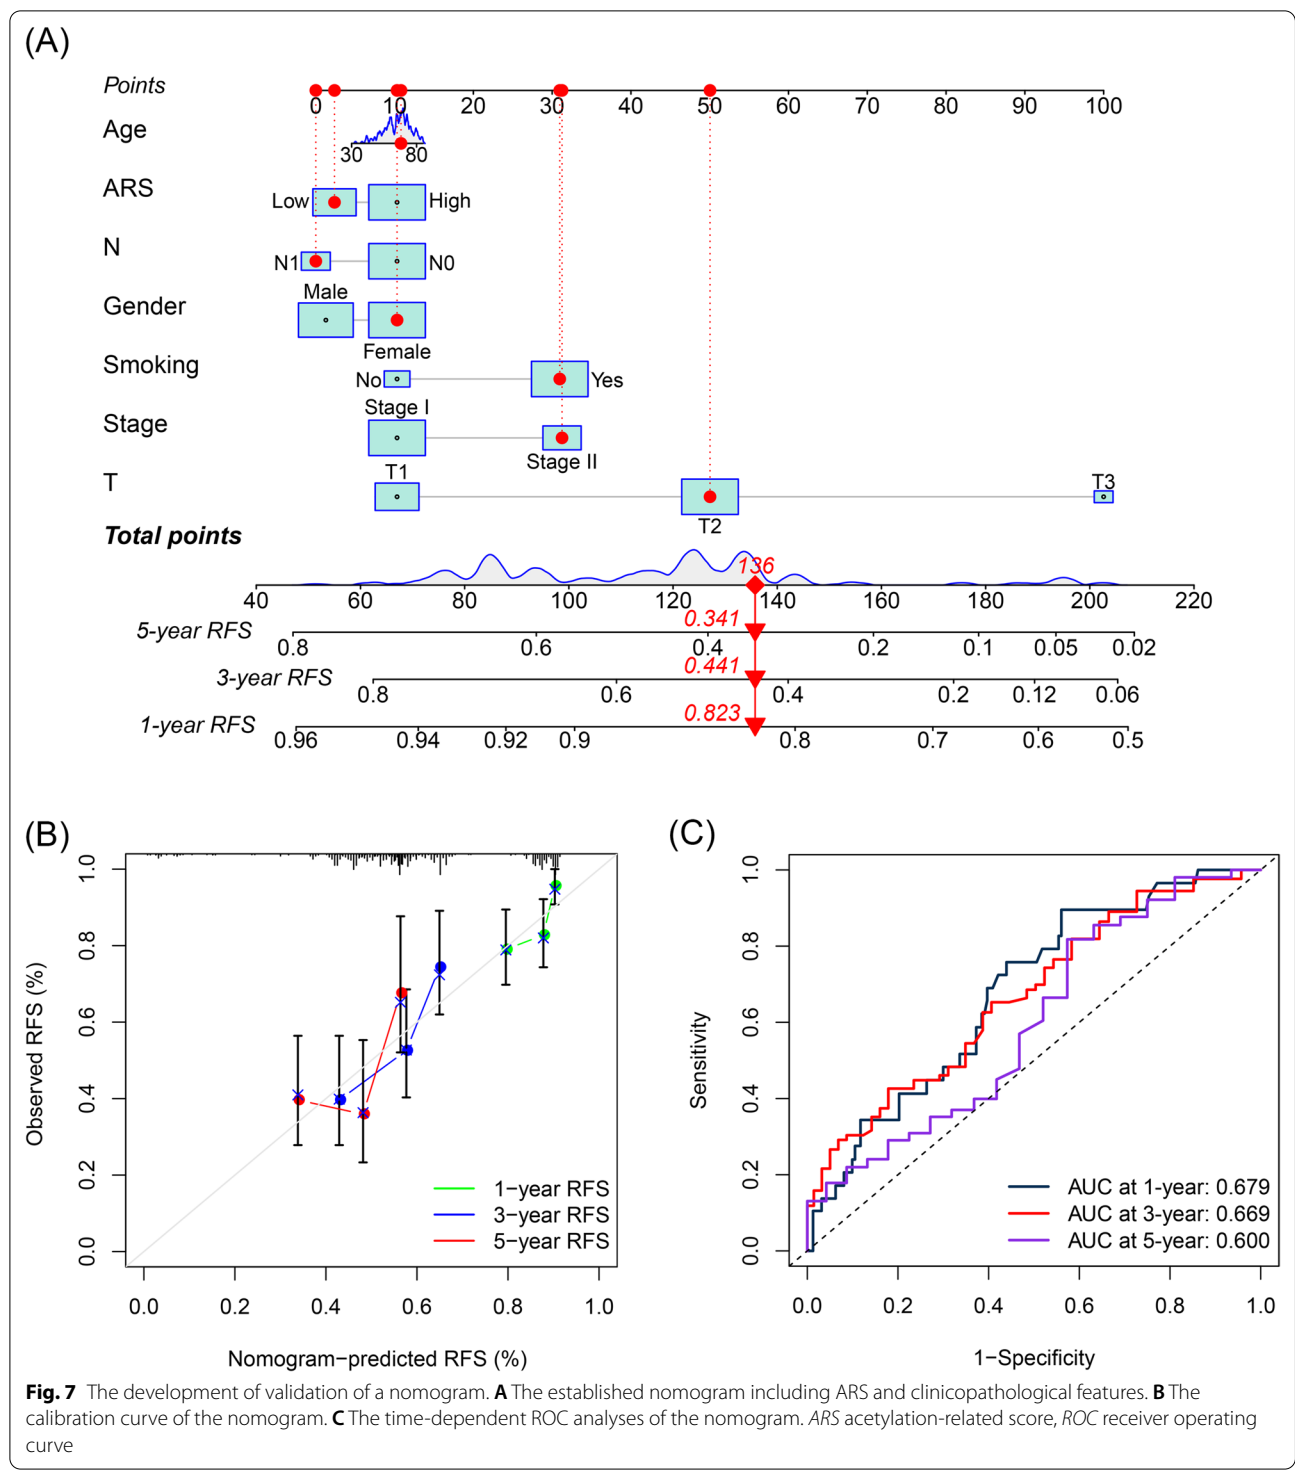 (A)
Points
0 10 20 30 40 50 60 70 80 90 100
Age
30 80
ARS
Low High
N
N1 N0
Male
Gender
Female
Smoking
No Yes
Stage I
Stage
Stage II
T1
T
T3
T2
Total points
136
40 60 80 100 120 140 160 180 200 220
0.341
5-year RFS
0.8 0.6 0.4 0.2 0.1 0.05 0.02
0.441
3-year RFS
0.8 0.6 0.4 0.2 0.12 0.06
0.823
1-year RFS
0.96 0.94 0.92 0.9 0.8 0.7 0.6 0.5
(B)
Observed RFS (%)
1.0
0.8
0.6
0.4
0.2
0.0
1−year RFS
3−year RFS
5−year RFS
0.0 0.2 0.4 0.6 0.8 1.0
Nomogram−predicted RFS (%)
(C)
Sensitivity
1.0
0.8
0.6
0.4
0.2
0.0
AUC at 1−year: 0.679
AUC at 3−year: 0.669
AUC at 5−year: 0.600
0.0 0.2 0.4 0.6 0.8 1.0
1−Specificity
Fig. 7 The development of validation of a nomogram. A The established nomogram including ARS and clinicopathological features. B The
calibration curve of the nomogram. C The time-dependent ROC analyses of the nomogram. ARS acetylation-related score, ROC receiver operating
curve